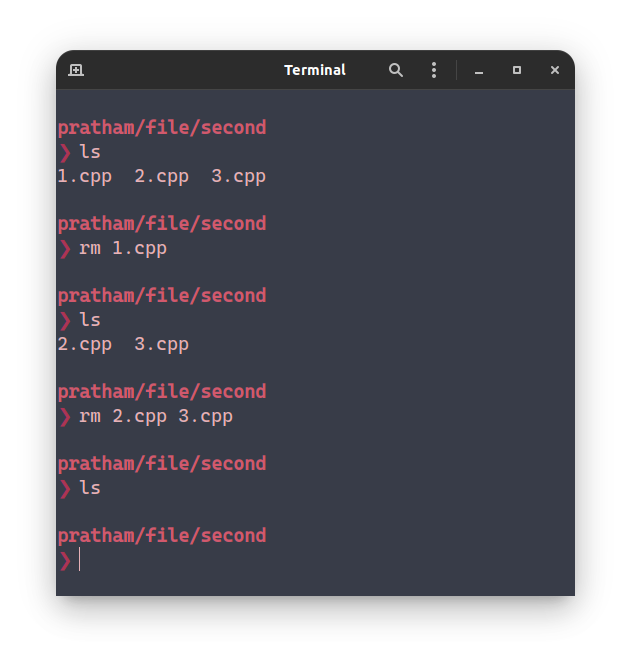 Terminal
pratham/file/second
❯ ls
1.cpp  2.cpp  3.cpp
pratham/file/second
❯ rm 1.cpp
pratham/file/second
❯ ls
2.cpp  3.cpp
pratham/file/second
❯ rm 2.cpp 3.cpp
pratham/file/second
❯ ls
pratham/file/second
❯